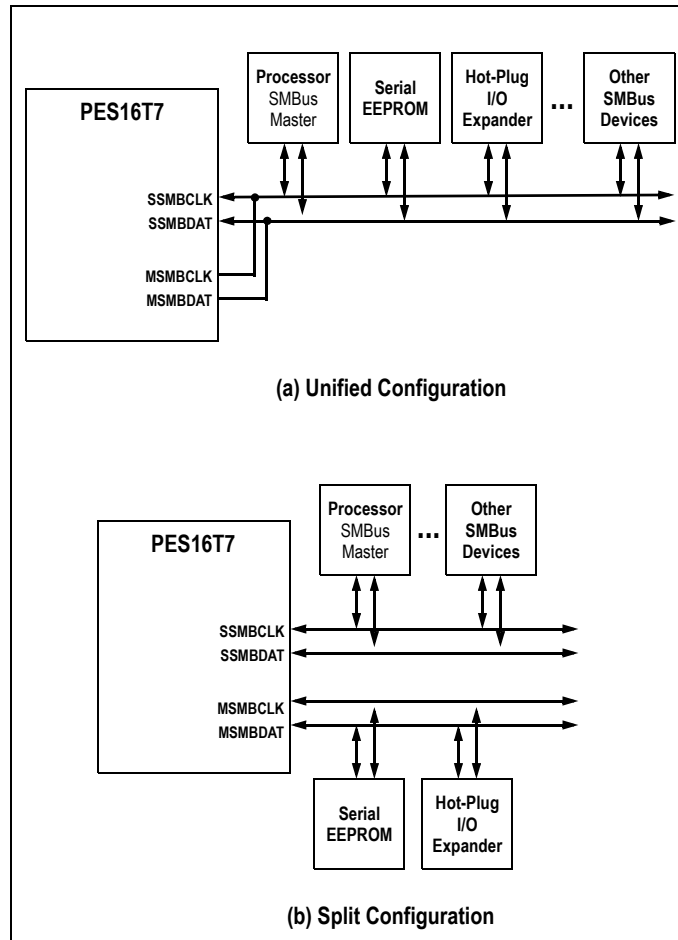 PES16T7
Processor
SMBus
Master
Serial
EEPROM
Hot-Plug
I/O
Expander
...
Other
SMBus
Devices
SSMBCLK
SSMBDAT
MSMBCLK
MSMBDAT
(a) Unified Configuration
PES16T7
Processor
SMBus
Master
...
Other
SMBus
Devices
SSMBCLK
SSMBDAT
MSMBCLK
MSMBDAT
Serial
EEPROM
Hot-Plug
I/O
Expander
(b) Split Configuration